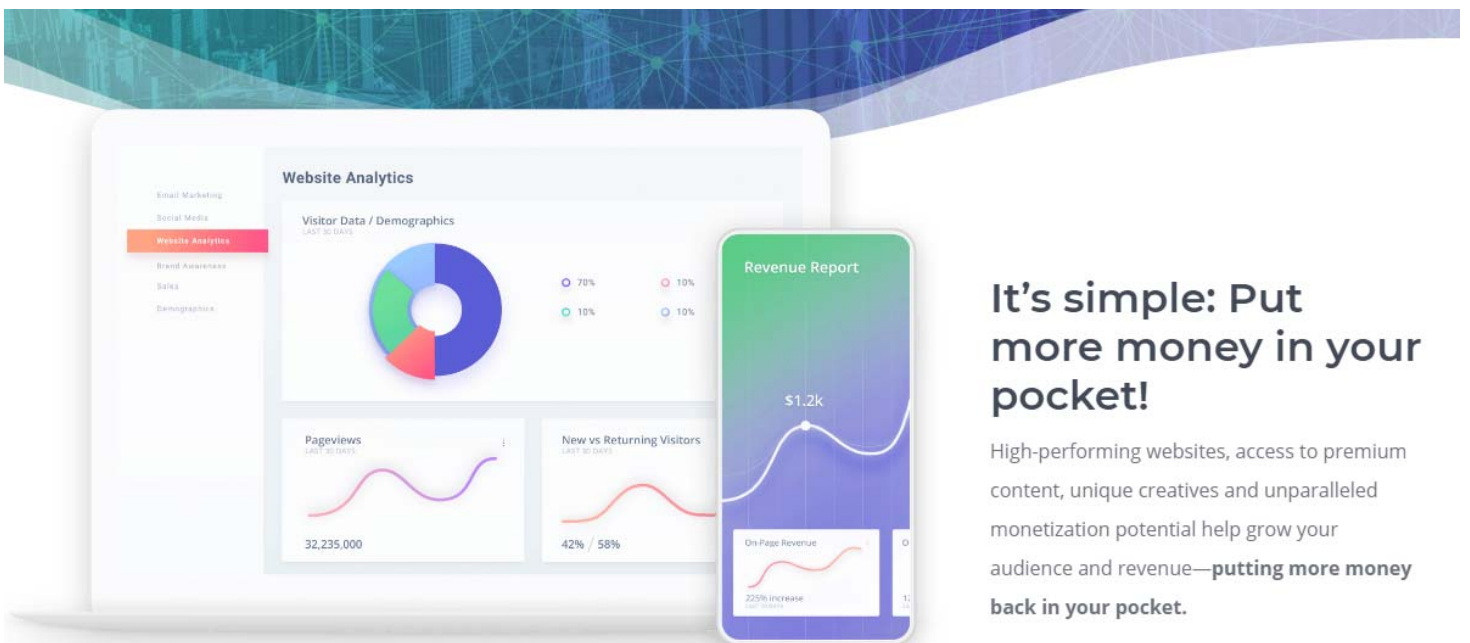 Email Marketing
Social Media
Website Analytics
Brand Awareness
Sales
Demographics
Website Analytics
Visitor Data / Demographics
LAST 30 DAYS
70%
10%
10%
10%
Pageviews
LAST 30 DAYS
32,235,000
New vs Returning Visitors
LAST 30 DAYS
42% / 58%
Revenue Report
$1.2k
On-Page Revenue
225% increase
LAST 30 DAYS
It’s simple: Put
more money in your
pocket!
High-performing websites, access to premium
content, unique creatives and unparalleled
monetization potential help grow your
audience and revenue—putting more money
back in your pocket.